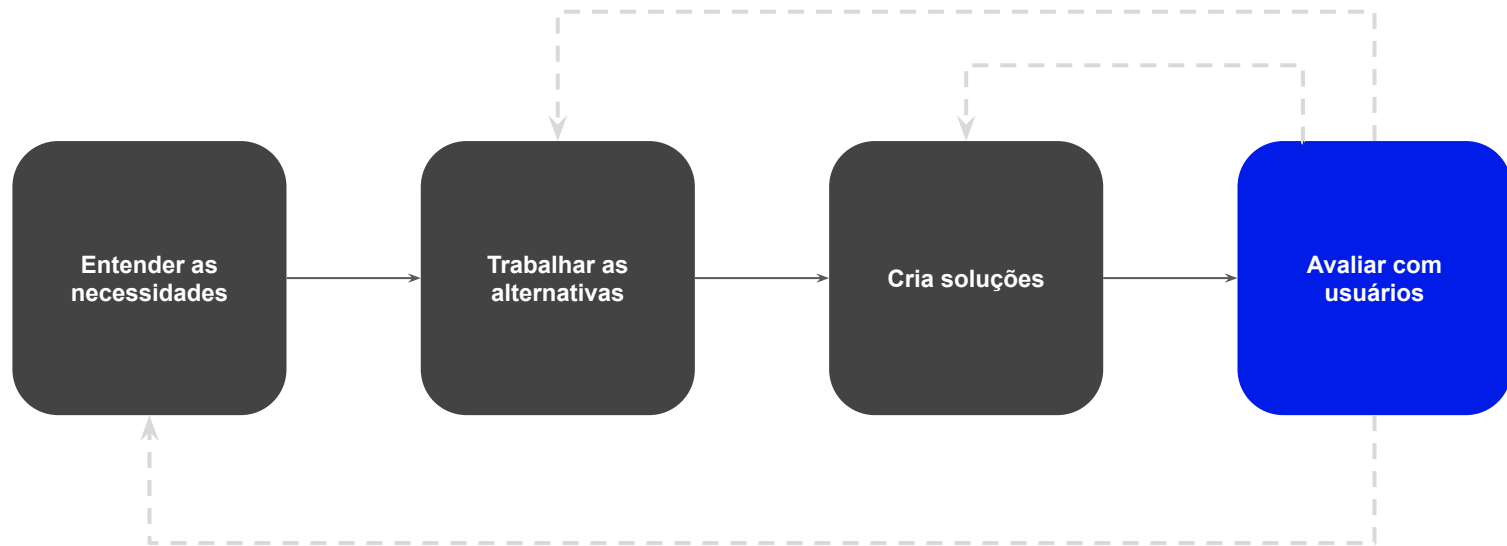 Entender as
necessidades
Trabalhar as
alternativas
Cria soluções
Avaliar com
usuários